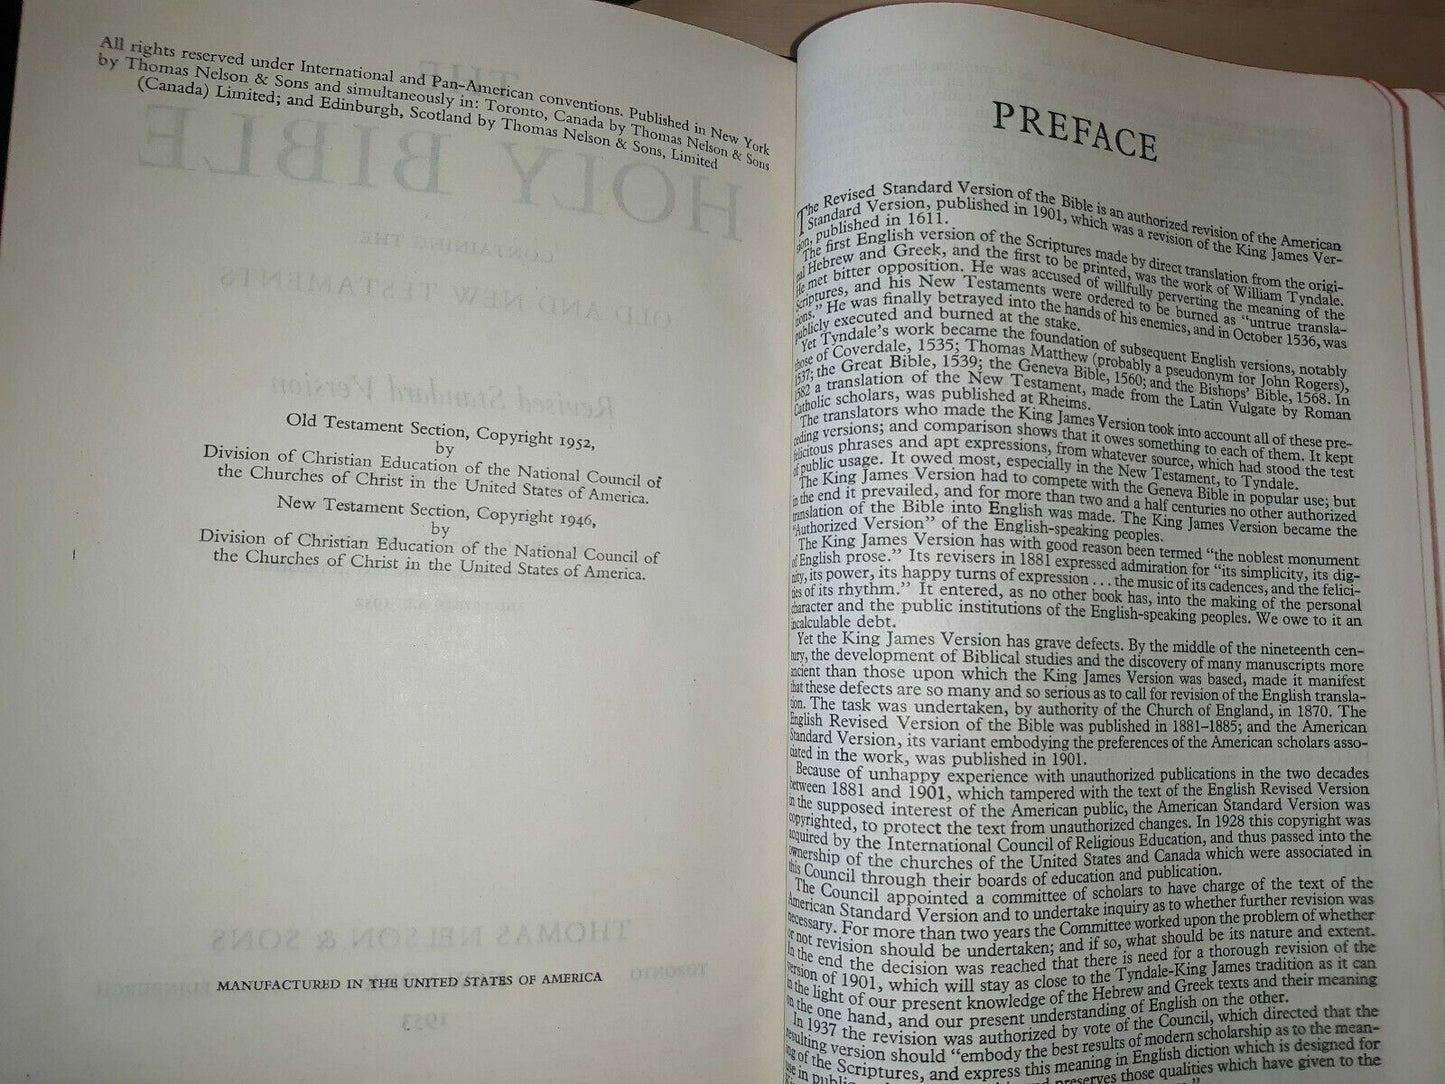 All rights reserved under International and Pan-American conventions. Published in New York
by Thomas Nelson & Sons and simultaneously in: Toronto, Canada by Thomas Nelson & Sons
(Canada) Limited; and Edinburgh, Scotland by Thomas Nelson & Sons, Limited
THE
HOLY BIBLE
CONTAINING THE
OLD AND NEW TESTAMENTS
Revised Standard Version
Old Testament Section, Copyright 1952,
by
Division of Christian Education of the National Council of
the Churches of Christ in the United States of America.
New Testament Section, Copyright 1946,
by
Division of Christian Education of the National Council of
the Churches of Christ in the United States of America.
THOMAS NELSON & SONS
TORONTO EDINBURGH
MANUFACTURED IN THE UNITED STATES OF AMERICA
1953
PREFACE
The Revised Standard Version of the Bible is an authorized revision of the American
Standard Version, published in 1901, which was a revision of the King James Ver-
sion, published in 1611.
The first English version of the Scriptures made by direct translation from the origi-
nal Hebrew and Greek, and the first to be printed, was the work of William Tyndale.
He met bitter opposition. He was accused of willfully perverting the meaning of the
Scriptures, and his New Testaments were ordered to be burned as "untrue transla-
tions." He was finally betrayed into the hands of his enemies, and in October 1536, was
publicly executed and burned at the stake.
Yet Tyndale's work became the foundation of subsequent English versions, notably
those of Coverdale, 1535; Thomas Matthew (probably a pseudonym for John Rogers),
1537; the Great Bible, 1539; the Geneva Bible, 1560; and the Bishops' Bible, 1568. In
1582 a translation of the New Testament, made from the Latin Vulgate by Roman
Catholic scholars, was published at Rheims.
The translators who made the King James Version took into account all of these pre-
ceding versions; and comparison shows that it owes something to each of them. It kept
felicitous phrases and apt expressions, from whatever source, which had stood the test
of public usage. It owed most, especially in the New Testament, to Tyndale.
The King James Version had to compete with the Geneva Bible in popular use; but
in the end it prevailed, and for more than two and a half centuries no other authorized
translation of the Bible into English was made. The King James Version became the
"Authorized Version" of the English-speaking peoples.
The King James Version has with good reason been termed "the noblest monument
of English prose." Its revisers in 1881 expressed admiration for "its simplicity, its dig-
nity, its power, its happy turns of expression . . . the music of its cadences, and the felici-
ties of its rhythm." It entered, as no other book has, into the making of the personal
character and the public institutions of the English-speaking peoples. We owe to it an
incalculable debt.
Yet the King James Version has grave defects. By the middle of the nineteenth cen-
tury, the development of Biblical studies and the discovery of many manuscripts more
ancient than those upon which the King James Version was based, made it manifest
that these defects are so many and so serious as to call for revision of the English transla-
tion. The task was undertaken, by authority of the Church of England, in 1870. The
English Revised Version of the Bible was published in 1881–1885; and the American
Standard Version, its variant embodying the preferences of the American scholars asso-
ciated in the work, was published in 1901.
Because of unhappy experience with unauthorized publications in the two decades
between 1881 and 1901, which tampered with the text of the English Revised Version
in the supposed interest of the American public, the American Standard Version was
copyrighted, to protect the text from unauthorized changes. In 1928 this copyright was
acquired by the International Council of Religious Education, and thus passed into the
ownership of the churches of the United States and Canada which were associated in
this Council through their boards of education and publication.
The Council appointed a committee of scholars to have charge of the text of the
American Standard Version and to undertake inquiry as to whether further revision was
necessary. For more than two years the Committee worked upon the problem of whether
or not revision should be undertaken; and if so, what should be its nature and extent.
In the end the decision was reached that there is need for a thorough revision of the
version of 1901, which will stay as close to the Tyndale-King James tradition as it can
in the light of our present knowledge of the Hebrew and Greek texts and their meaning
on the one hand, and our present understanding of English on the other.
In 1937 the revision was authorized by vote of the Council, which directed that the
resulting version should "embody the best results of modern scholarship as to the mean-
ing of the Scriptures, and express this meaning in English diction which is designed for
use in public preserves those qualities which have given to the